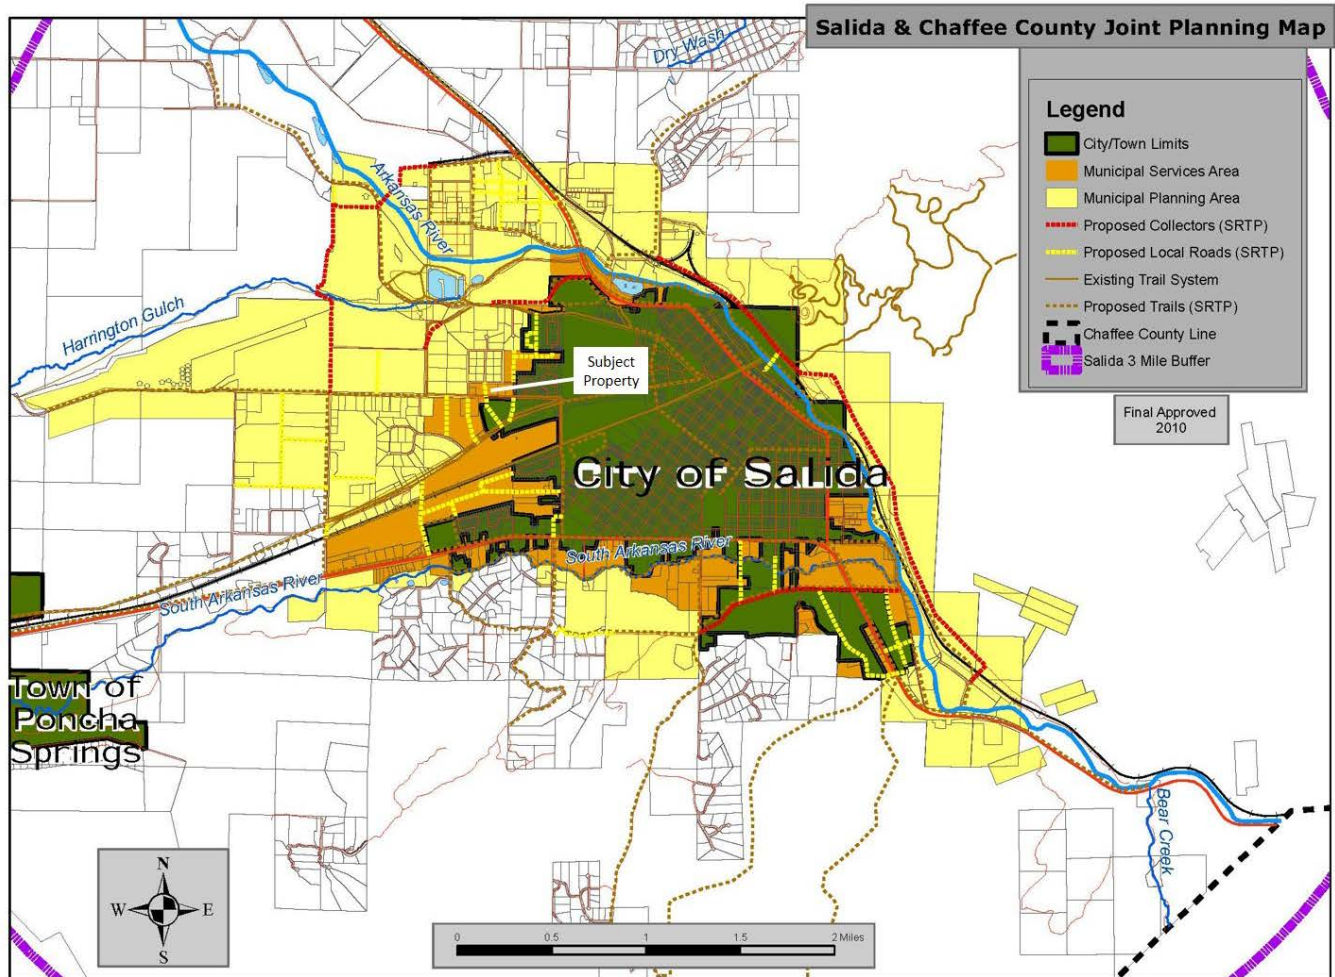 Salida & Chaffee County Joint Planning Map
Legend
City/Town Limits
Municipal Services Area
Municipal Planning Area
Proposed Collectors (SRTP)
Proposed Local Roads (SRTP)
Existing Trail System
Proposed Trails (SRTP)
Chaffee County Line
Salida 3 Mile Buffer
Final Approved
2010
Dry Wash
Arkansas River
Harrington Gulch
Subject
Property
City of Salida
South Arkansas River
South Arkansas River
Town of
Poncha
Springs
Bear Creek
N
W
E
S
0
0.5
1
1.5
2 Miles